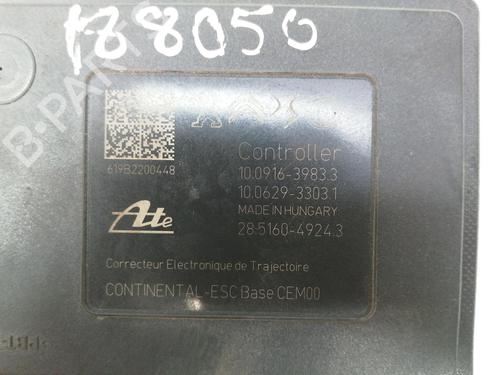 188050
B-PARTS
Controller
10.0916-3983.3
619B2200448
10.0629-3303.1
MADE IN HUNGARY
Ate
28.5160-4924.3
Correcteur Electronique de Trajectoire
CONTINENTAL-ESC Base CEM00